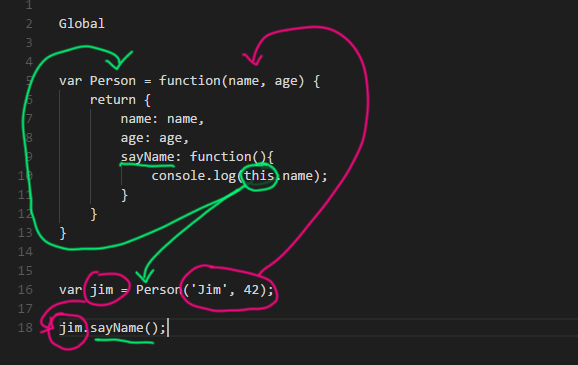 1
2 Global
3
4
5 var Person = function(name, age) {
6 return {
7 name: name,
8 age: age,
9 sayName: function(){
10 console.log(this.name);
11 }
12 }
13 }
14
15
16 var jim = Person('Jim', 42);
17
18 jim.sayName();